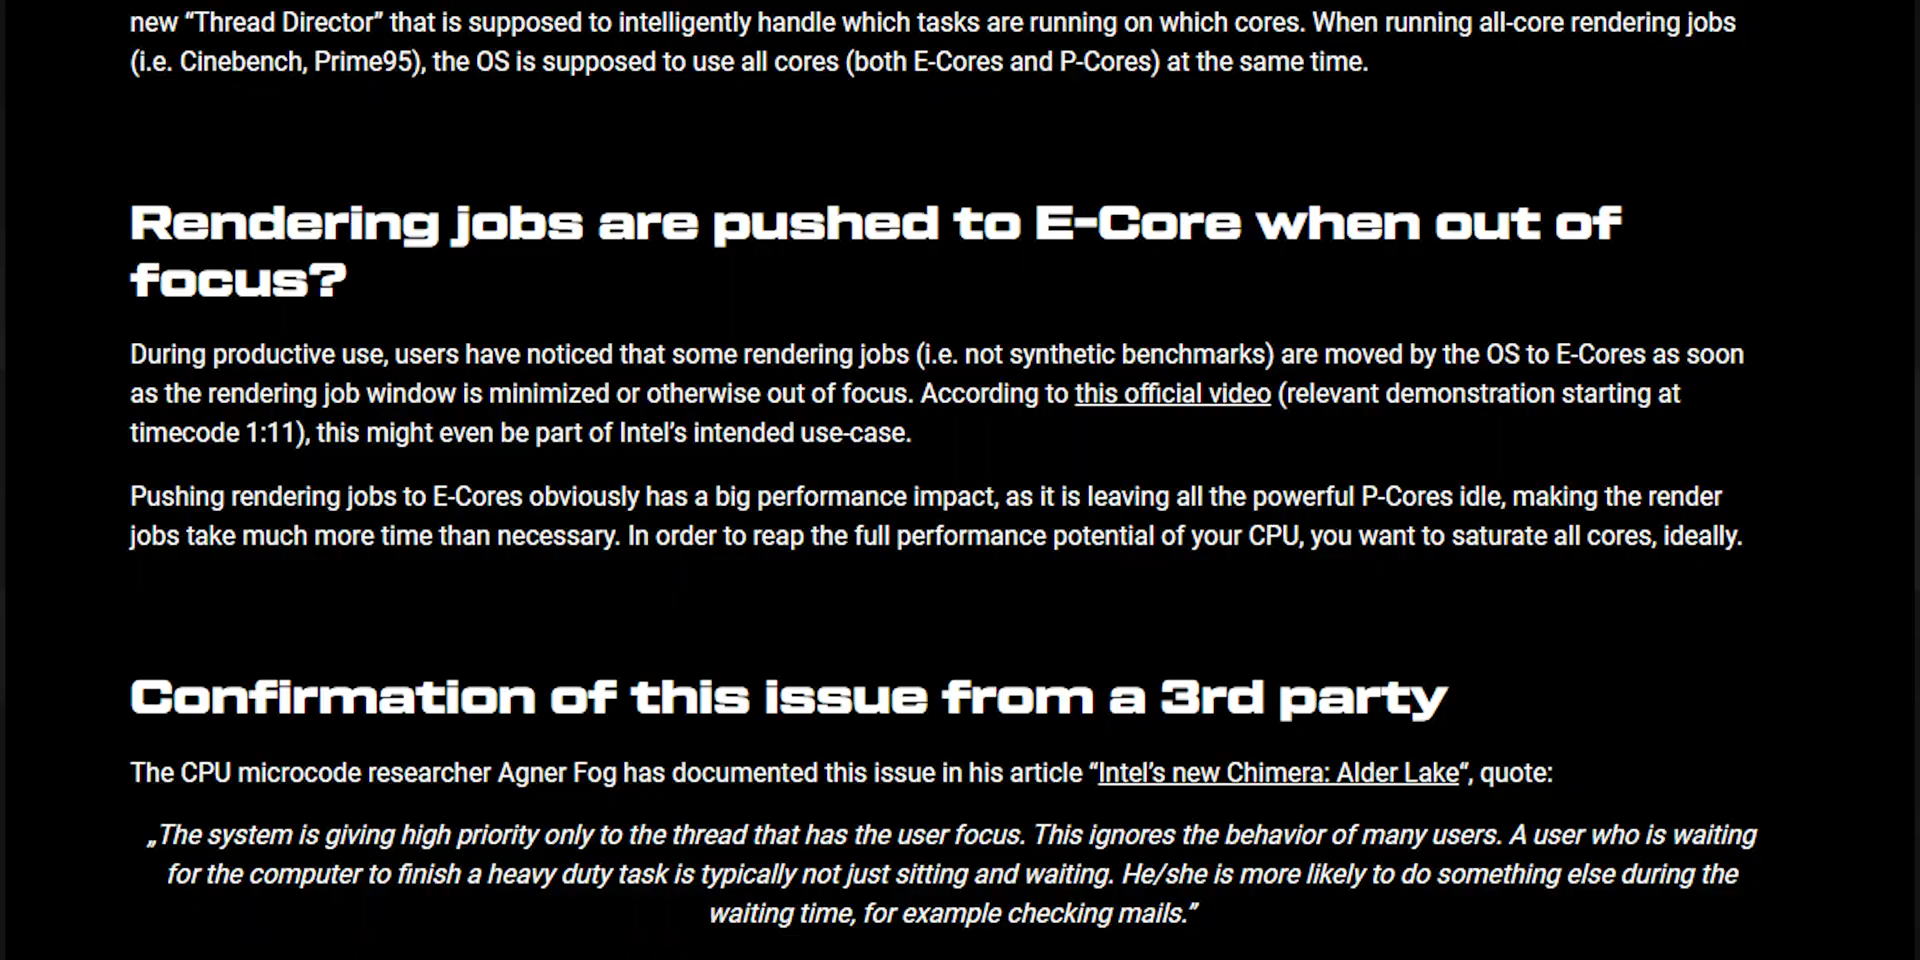 new “Thread Director” that is supposed to intelligently handle which tasks are running on which cores. When running all-core rendering jobs
(i.e. Cinebench, Prime95), the OS is supposed to use all cores (both E-Cores and P-Cores) at the same time.
Rendering jobs are pushed to E-Core when out of
focus?
During productive use, users have noticed that some rendering jobs (i.e. not synthetic benchmarks) are moved by the OS to E-Cores as soon
as the rendering job window is minimized or otherwise out of focus. According to this official video (relevant demonstration starting at
timecode 1:11), this might even be part of Intel’s intended use-case.
Pushing rendering jobs to E-Cores obviously has a big performance impact, as it is leaving all the powerful P-Cores idle, making the render
jobs take much more time than necessary. In order to reap the full performance potential of your CPU, you want to saturate all cores, ideally.
Confirmation of this issue from a 3rd party
The CPU microcode researcher Agner Fog has documented this issue in his article “Intel’s new Chimera: Alder Lake“, quote:
„The system is giving high priority only to the thread that has the user focus. This ignores the behavior of many users. A user who is waiting
for the computer to finish a heavy duty task is typically not just sitting and waiting. He/she is more likely to do something else during the
waiting time, for example checking mails.”